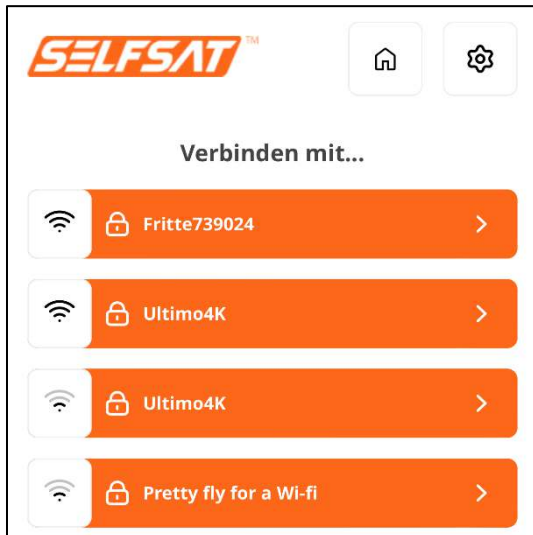 SELFSAT™
Verbinden mit...
Fritte739024
Ultimo4K
Ultimo4K
Pretty fly for a Wi-fi